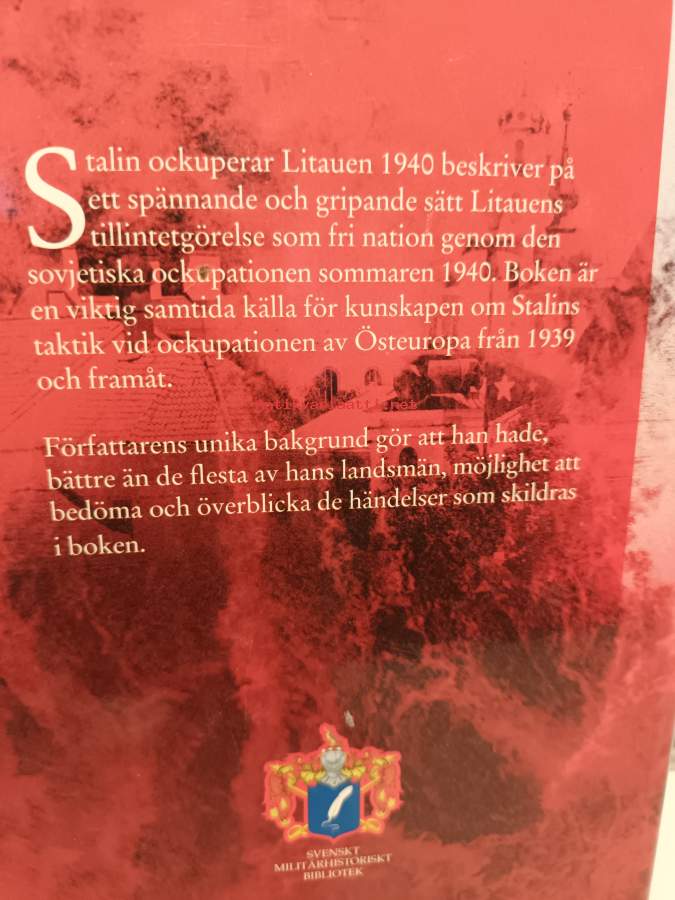 Stalin ockuperar Litauen 1940 beskriver på
ett spännande och gripande sätt Litauens
tillintetgörelse som fri nation genom den
sovjetiska ockupationen sommaren 1940. Boken är
en viktig samtida källa för kunskapen om Stalins
taktik vid ockupationen av Östeuropa från 1939
och framåt.
Författarens unika bakgrund gör att han hade,
bättre än de flesta av hans landsmän, möjlighet att
bedöma och överblicka de händelser som skildras
i boken.
SVENSKT
MILITÄRHISTORISKT
BIBLIOTEK